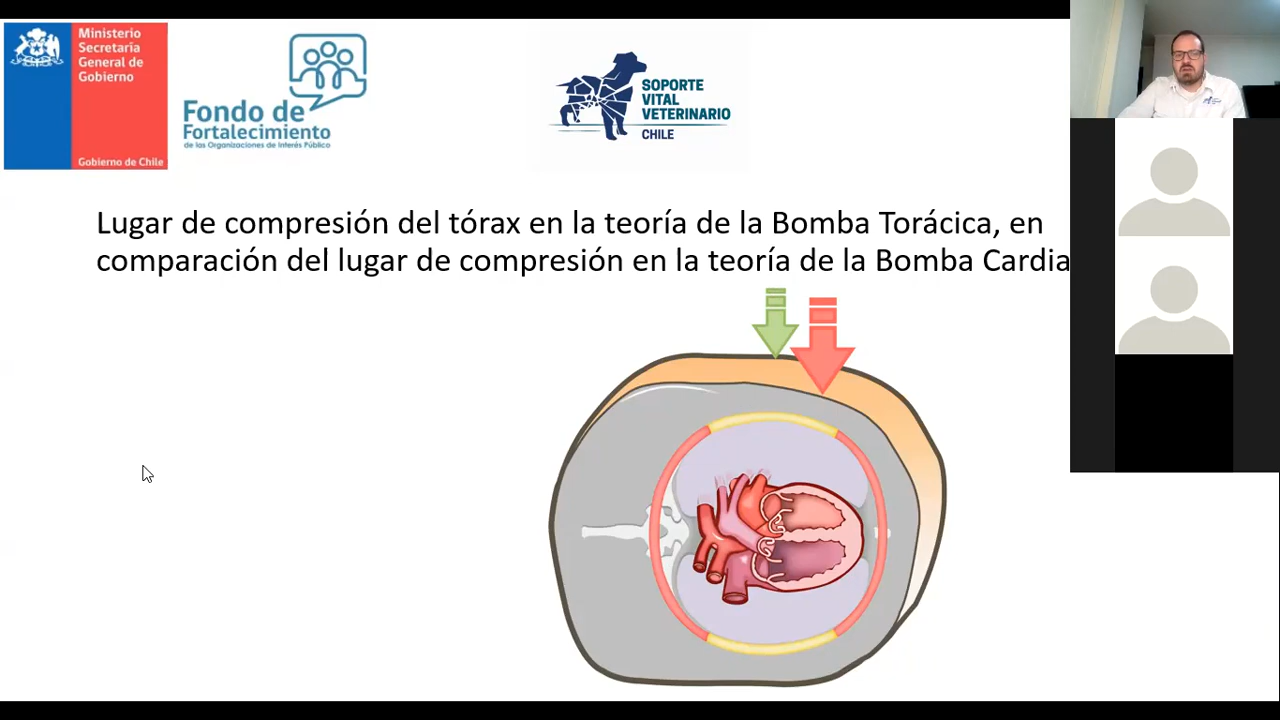 Ministerio
Secretaría
General de
Gobierno
Gobierno de Chile
Fondo de
Fortalecimiento
de las Organizaciones de Interés Público
SOPORTE
VITAL
VETERINARIO
CHILE
Lugar de compresión del tórax en la teoría de la Bomba Torácica, en
comparación del lugar de compresión en la teoría de la Bomba Cardia